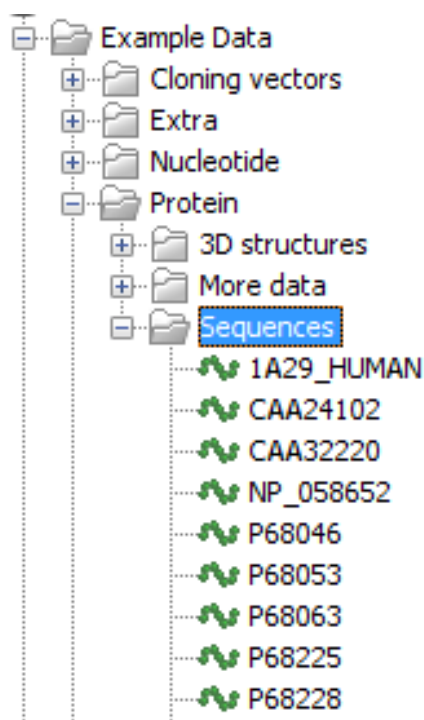 Example Data
Cloning vectors
Extra
Nucleotide
Protein
3D structures
More data
Sequences
1A29_HUMAN
CAA24102
CAA32220
NP_058652
P68046
P68053
P68063
P68225
P68228